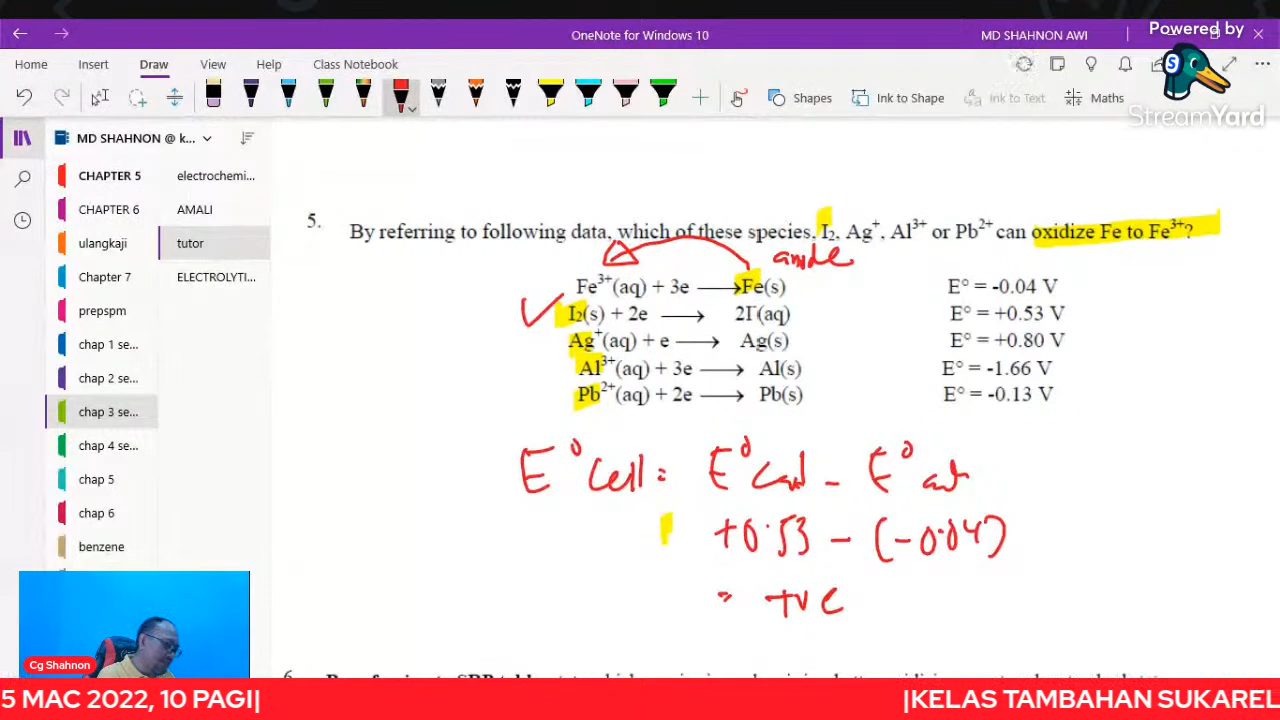 Powered by
StreamYard
OneNote for Windows 10
MD SHAHNON AWI
Home Insert Draw View Help Class Notebook
Shapes Ink to Shape Ink to Text Maths
MD SHAHNON @ k...
CHAPTER 5
CHAPTER 6
ulangkaji
Chapter 7
prepspm
chap 1 se...
chap 2 se...
chap 3 se...
chap 4 se...
chap 5
chap 6
benzene
electrochemi...
AMALI
tutor
ELECTROLYTI...
5. By referring to following data, which of these species, I₂, Ag⁺, Al³⁺ or Pb²⁺ can oxidize Fe to Fe³⁺?
anode
Fe³⁺(aq) + 3e ⟶ Fe(s) E° = -0.04 V
I₂(s) + 2e ⟶ 2I⁻(aq) E° = +0.53 V
Ag⁺(aq) + e ⟶ Ag(s) E° = +0.80 V
Al³⁺(aq) + 3e ⟶ Al(s) E° = -1.66 V
Pb²⁺(aq) + 2e ⟶ Pb(s) E° = -0.13 V
E° Cell = E° Cad - E° and
+0.53 - (-0.04)
= +ve
Cg Shahnon
5 MAC 2022, 10 PAGI| |KELAS TAMBAHAN SUKAREL